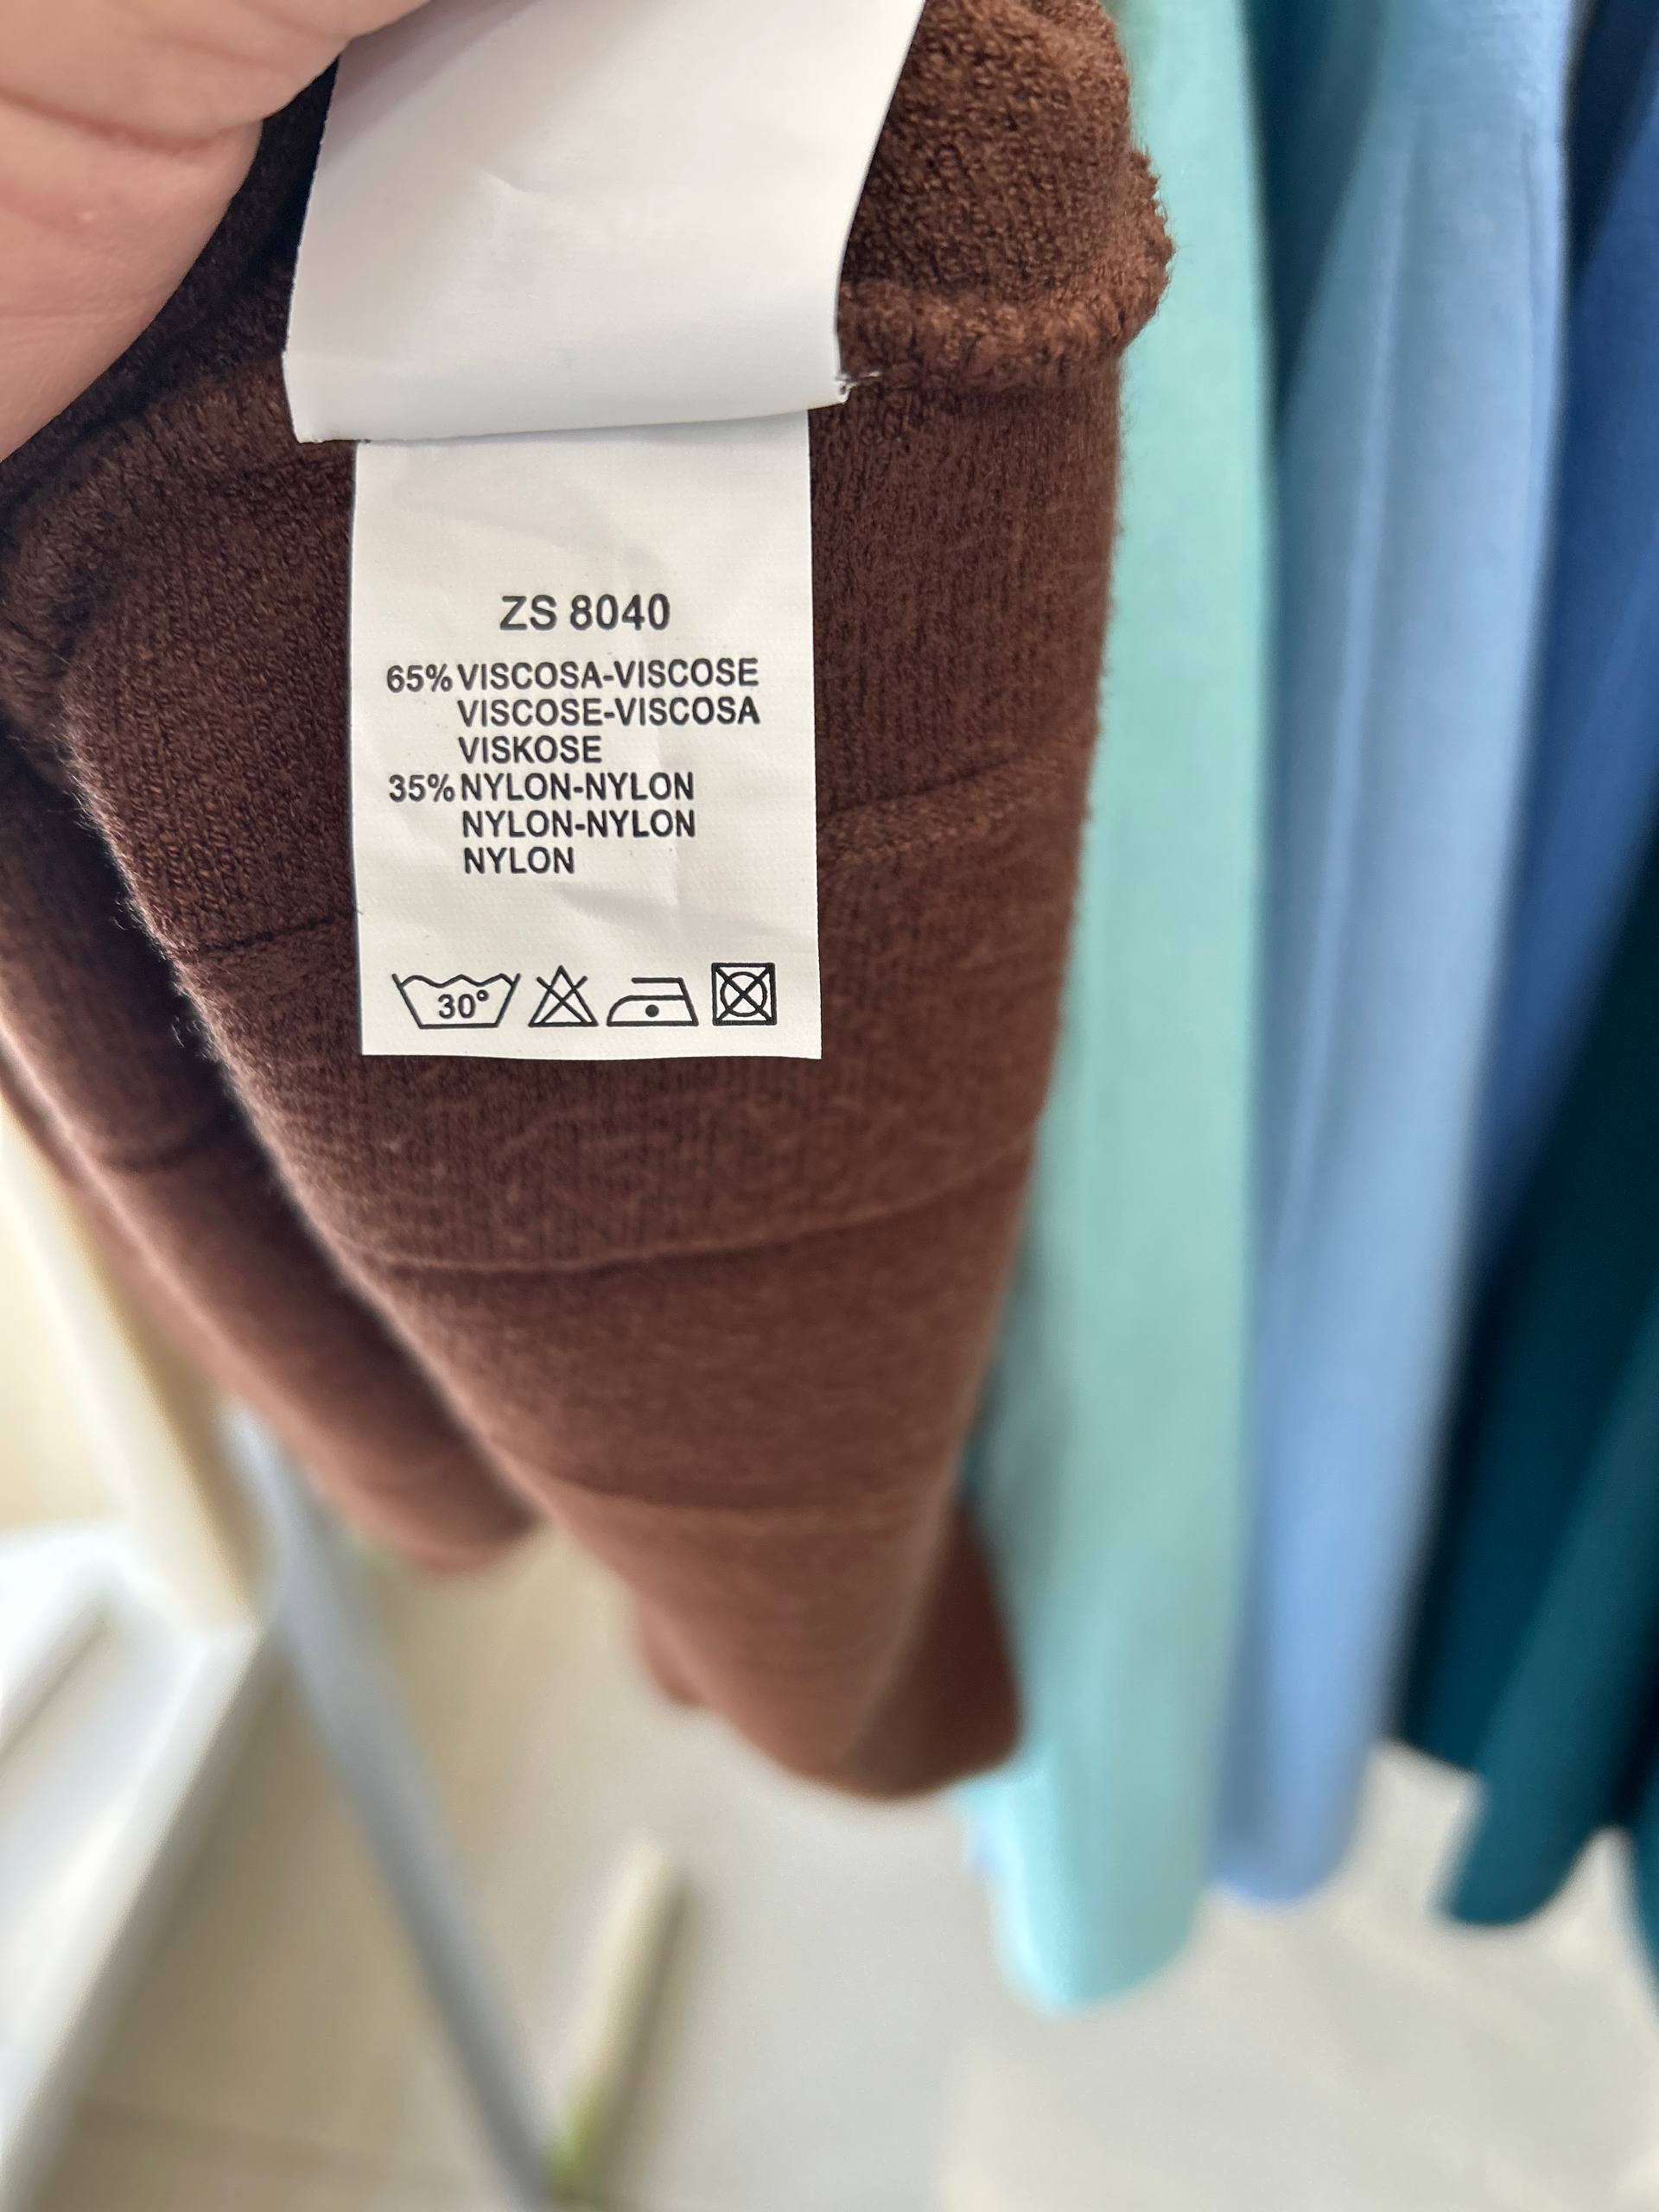 ZS 8040
65% VISCOSA-VISCOSE
VISCOSE-VISCOSA
VISKOSE
35% NYLON-NYLON
NYLON-NYLON
NYLON
30°